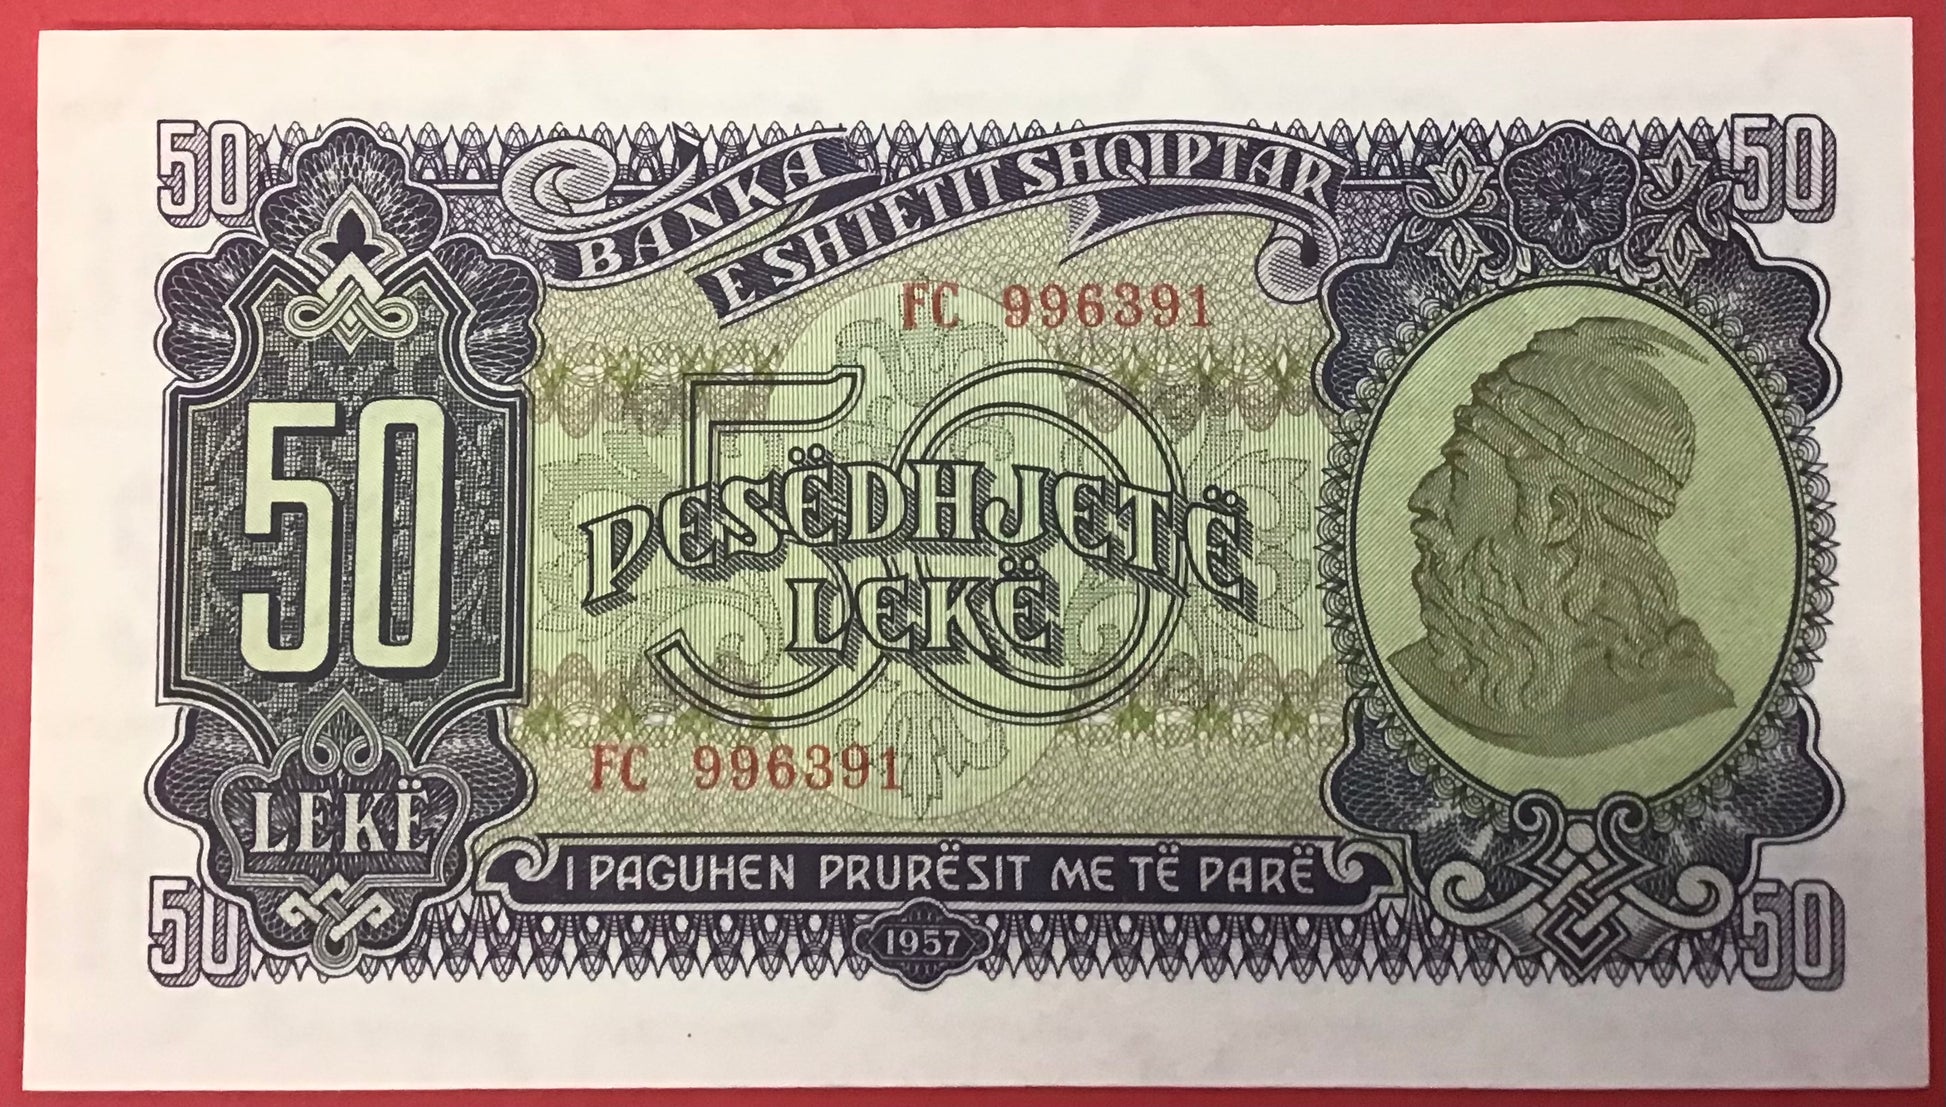 50
50
BANKA
E SHTETIT SHQIPTAR
FC 996391
50
50
PESËDHJETË
LEKË
FC 996391
LEKË
I PAGUHEN PRURËSIT ME TË PARË
50
1957
50